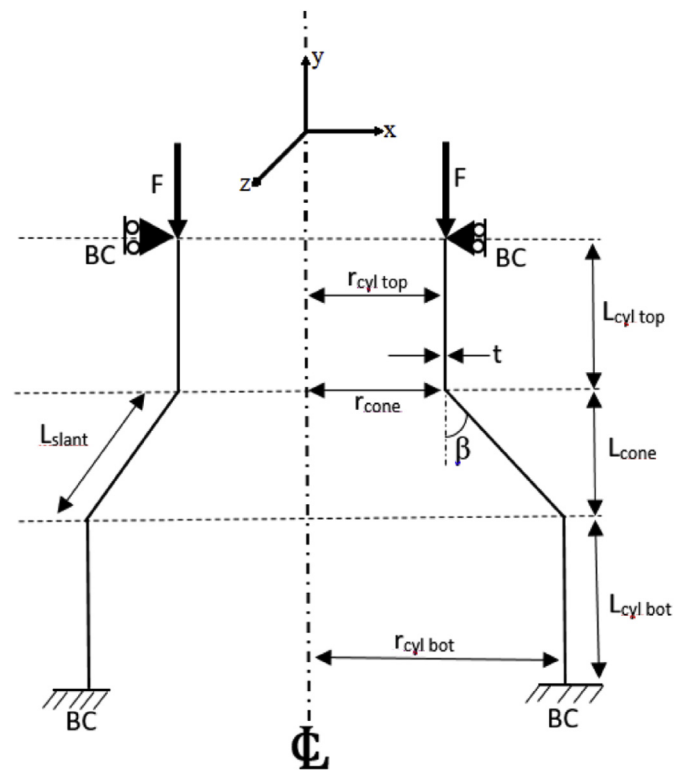 y
x
z
F
F
BC
BC
r cyl top
L cyl top
t
r cone
L slant
β
L cone
L cyl bot
r cyl bot
BC
BC
℄